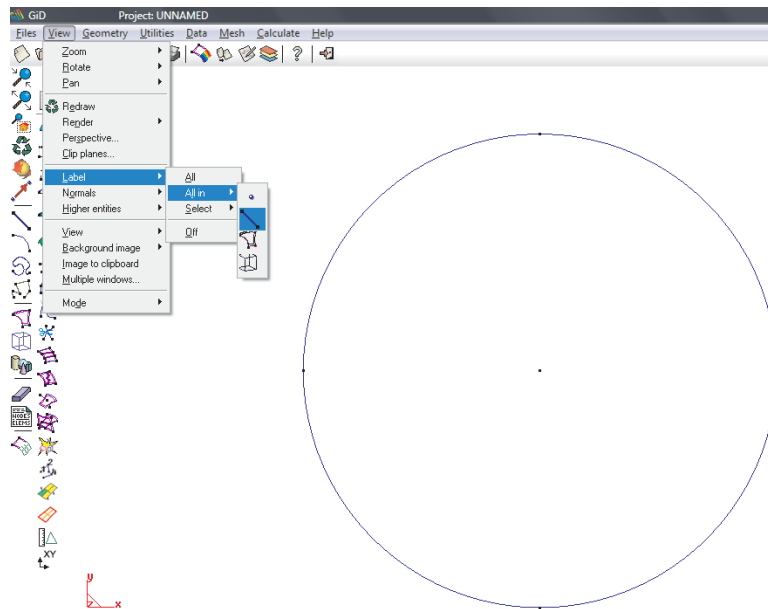 GiD Project: UNNAMED
Files View Geometry Utilities Data Mesh Calculate Help
Zoom
Rotate
Pan
Redraw
Render
Perspective...
Clip planes...
Label
Normals
Higher entities
View
Background image
Image to clipboard
Multiple windows...
Mode
All
All in
Select
Off
NODES
ELEMS
XY
y
z x